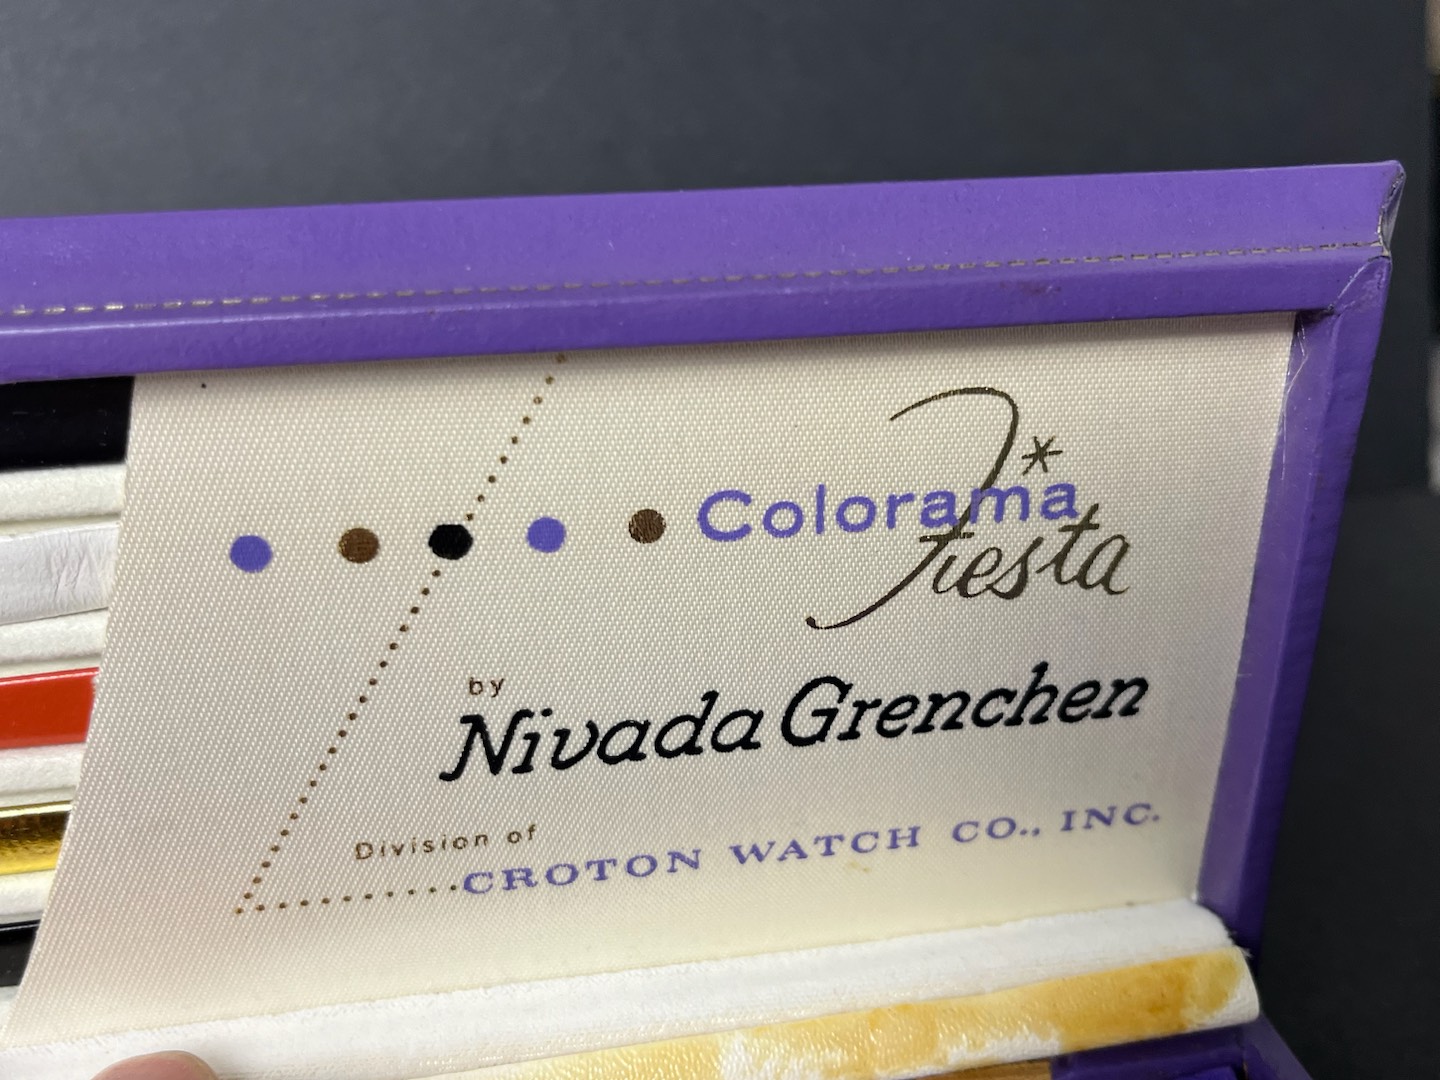 Colorama
Fiesta
by
Nivada Grenchen
Division of
CROTON WATCH CO., INC.